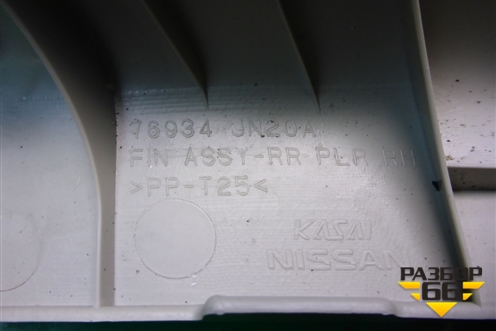 76934 JN20A
FIN ASSY-RR PLR RH
>PP-T25<
KASAI
NISSAN
РАЗБОР
66